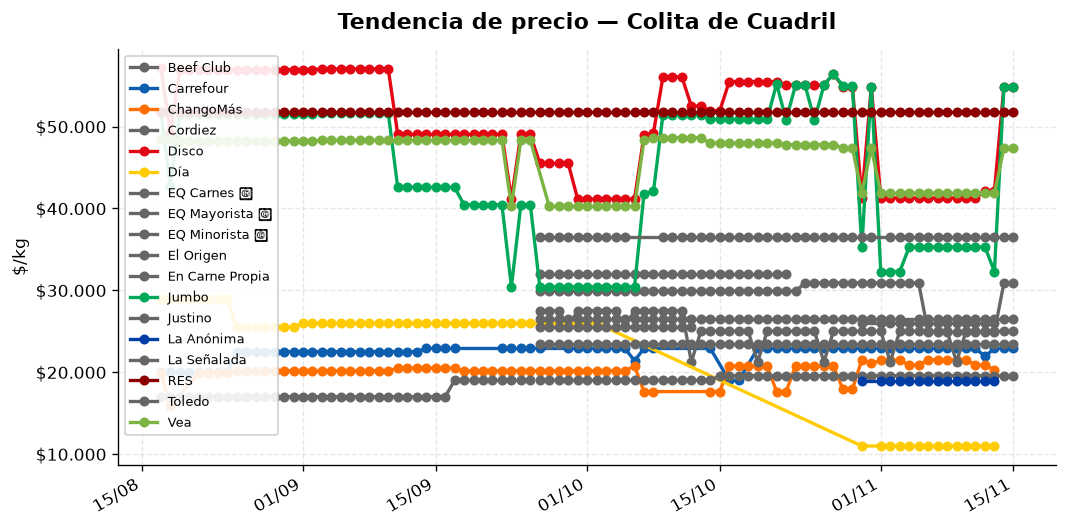 Tendencia de precio — Colita de Cuadril
Beef Club
Carrefour
ChangoMás
Cordiez
Disco
Día
EQ Carnes
EQ Mayorista
EQ Minorista
El Origen
En Carne Propia
Jumbo
Justino
La Anónima
La Señalada
RES
Toledo
Vea
$/kg
$50.000
$40.000
$30.000
$20.000
$10.000
15/08
01/09
15/09
01/10
15/10
01/11
15/11